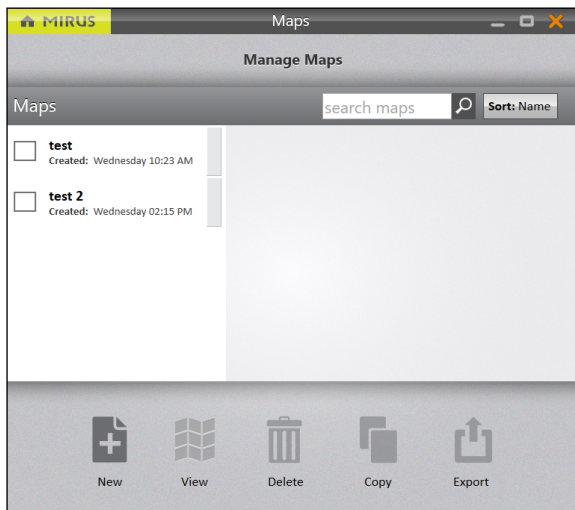 MIRUS
Maps
Manage Maps
Maps
search maps
Sort: Name
test
Created: Wednesday 10:23 AM
test 2
Created: Wednesday 02:15 PM
New
View
Delete
Copy
Export